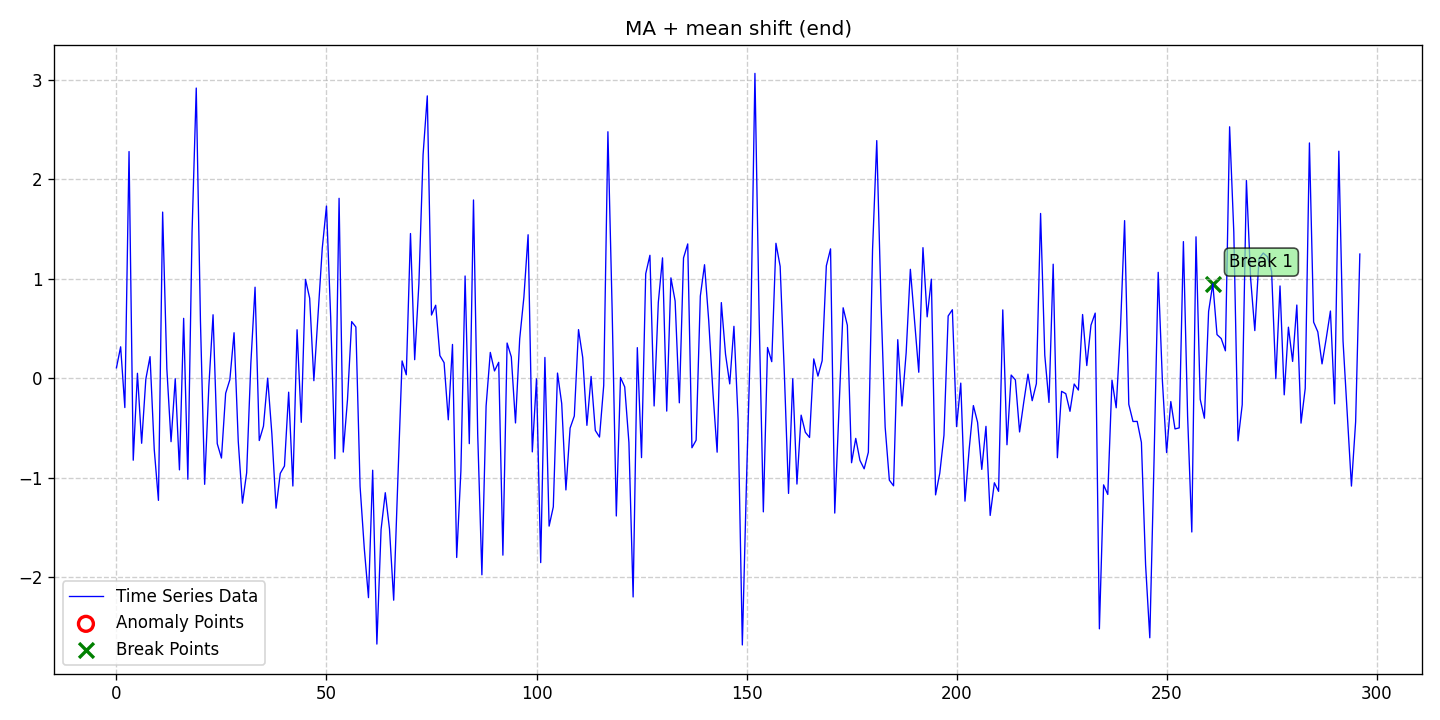 MA + mean shift (end)
3
2
1
0
−1
−2
Break 1
Time Series Data
Anomaly Points
Break Points
0 50 100 150 200 250 300